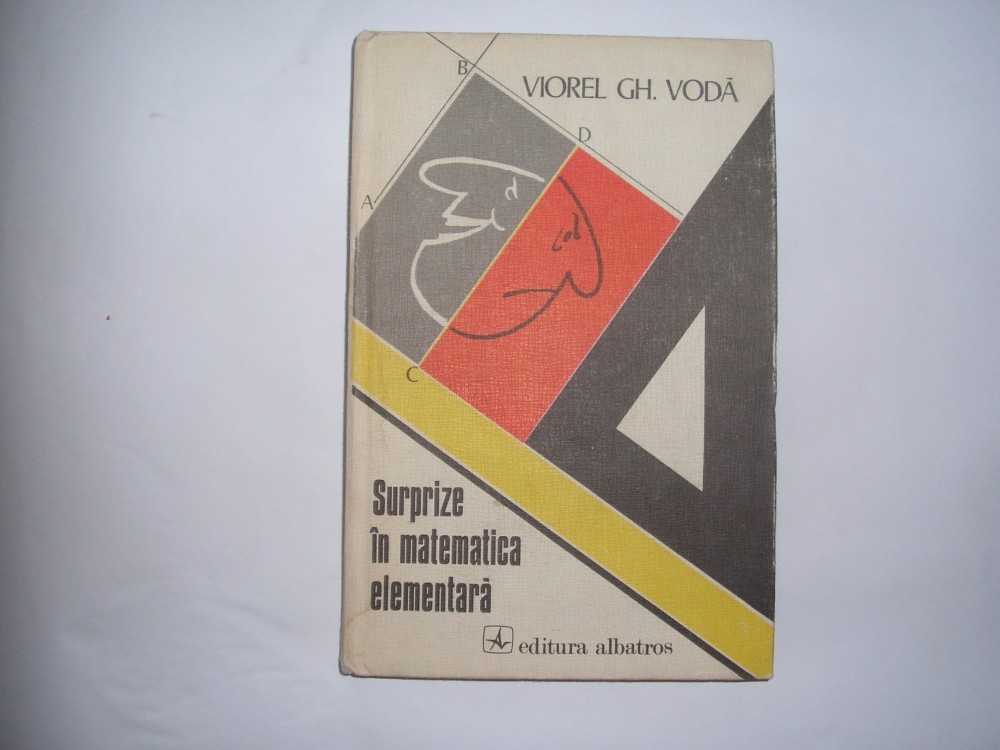 B
VIOREL GH. VODĂ
D
A
C
Surprize
în matematica
elementară
editura albatros